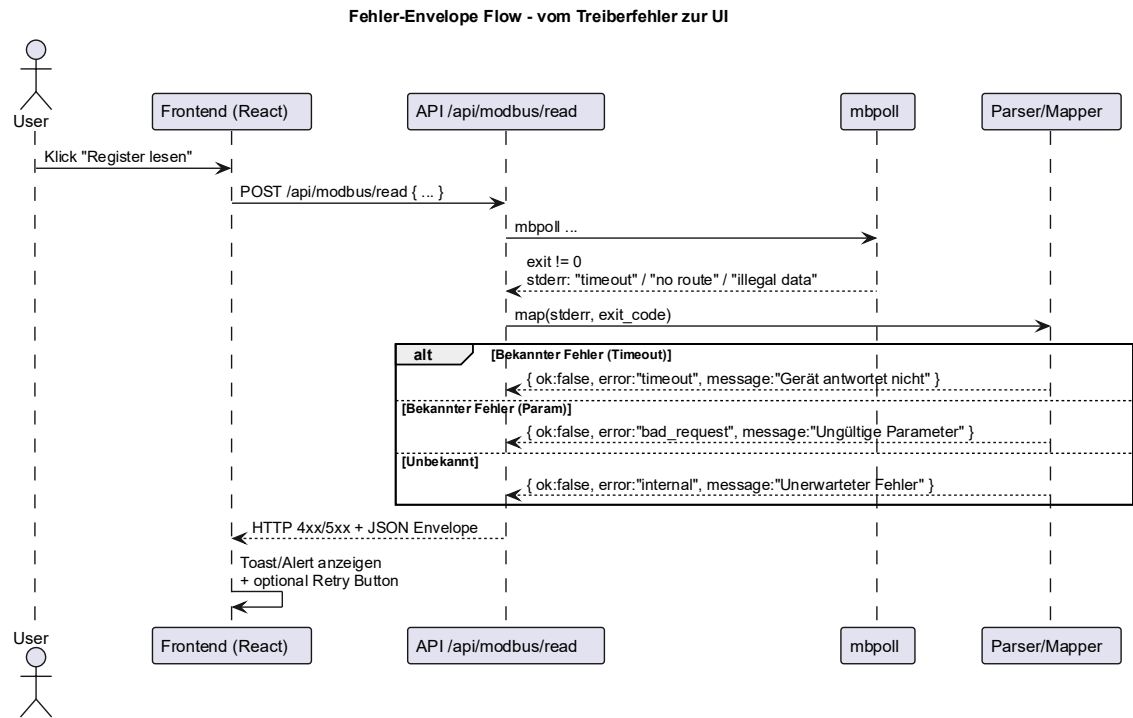 Fehler-Envelope Flow - vom Treiberfehler zur UI
User
Frontend (React)
API /api/modbus/read
mbpoll
Parser/Mapper
Klick "Register lesen"
POST /api/modbus/read { ... }
mbpoll ...
exit != 0
stderr: "timeout" / "no route" / "illegal data"
map(stderr, exit_code)
alt
[Bekannter Fehler (Timeout)]
{ ok:false, error:"timeout", message:"Gerät antwortet nicht" }
[Bekannter Fehler (Param)]
{ ok:false, error:"bad_request", message:"Ungültige Parameter" }
[Unbekannt]
{ ok:false, error:"internal", message:"Unerwarteter Fehler" }
HTTP 4xx/5xx + JSON Envelope
Toast/Alert anzeigen
+ optional Retry Button
User
Frontend (React)
API /api/modbus/read
mbpoll
Parser/Mapper